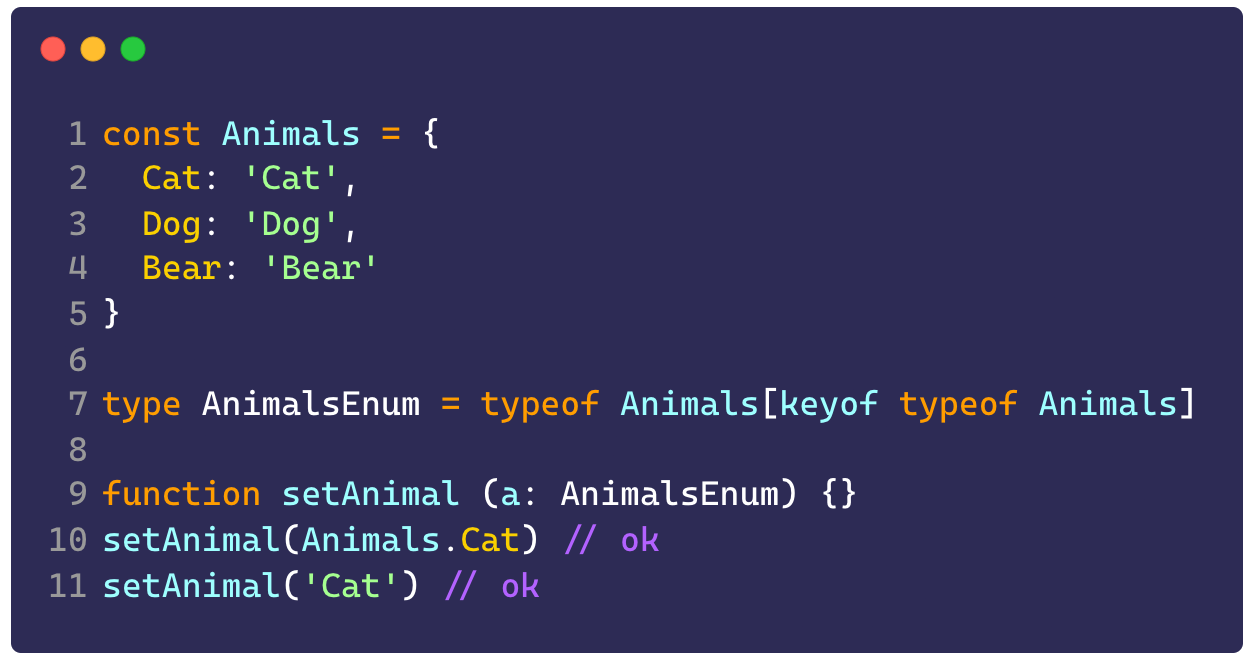 1 const Animals = {
2   Cat: 'Cat',
3   Dog: 'Dog',
4   Bear: 'Bear'
5 }
6
7 type AnimalsEnum = typeof Animals[keyof typeof Animals]
8
9 function setAnimal (a: AnimalsEnum) {}
10 setAnimal(Animals.Cat) // ok
11 setAnimal('Cat') // ok